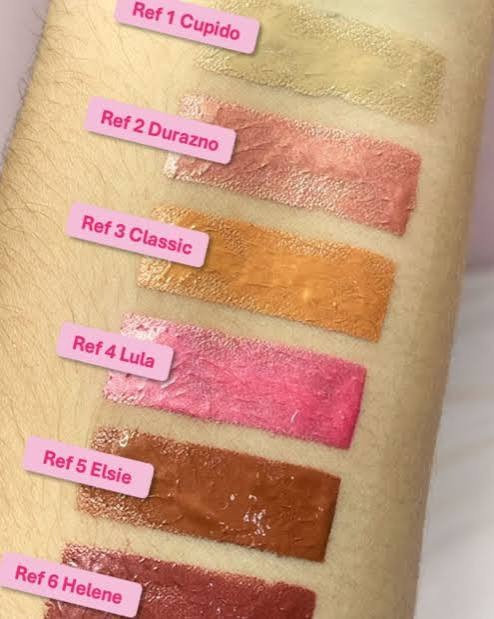 Ref 1 Cupido
Ref 2 Durazno
Ref 3 Classic
Ref 4 Lula
Ref 5 Elsie
Ref 6 Helene